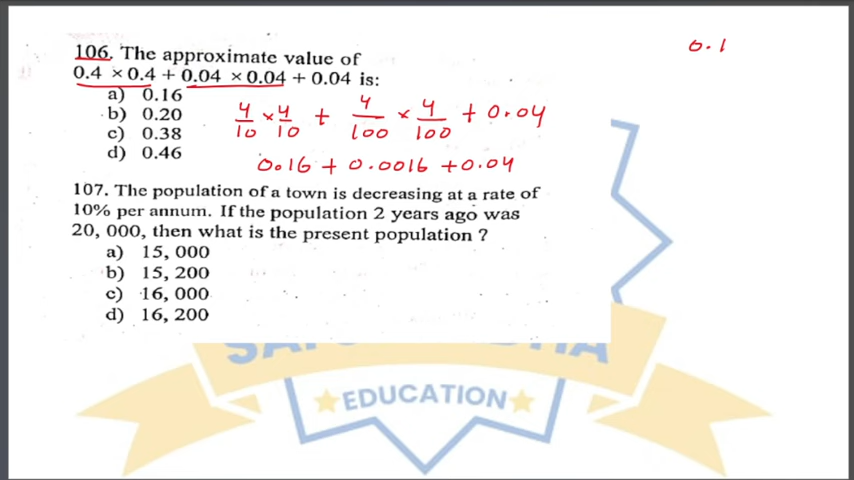 0.1
106. The approximate value of
0.4 × 0.4 + 0.04 × 0.04 + 0.04 is:
a) 0.16
b) 0.20
c) 0.38
d) 0.46
4/10 × 4/10 + 4/100 × 4/100 + 0.04
0.16 + 0.0016 + 0.04
107. The population of a town is decreasing at a rate of
10% per annum. If the population 2 years ago was
20, 000, then what is the present population ?
a) 15, 000
b) 15, 200
c) 16, 000
d) 16, 200
EDUCATION